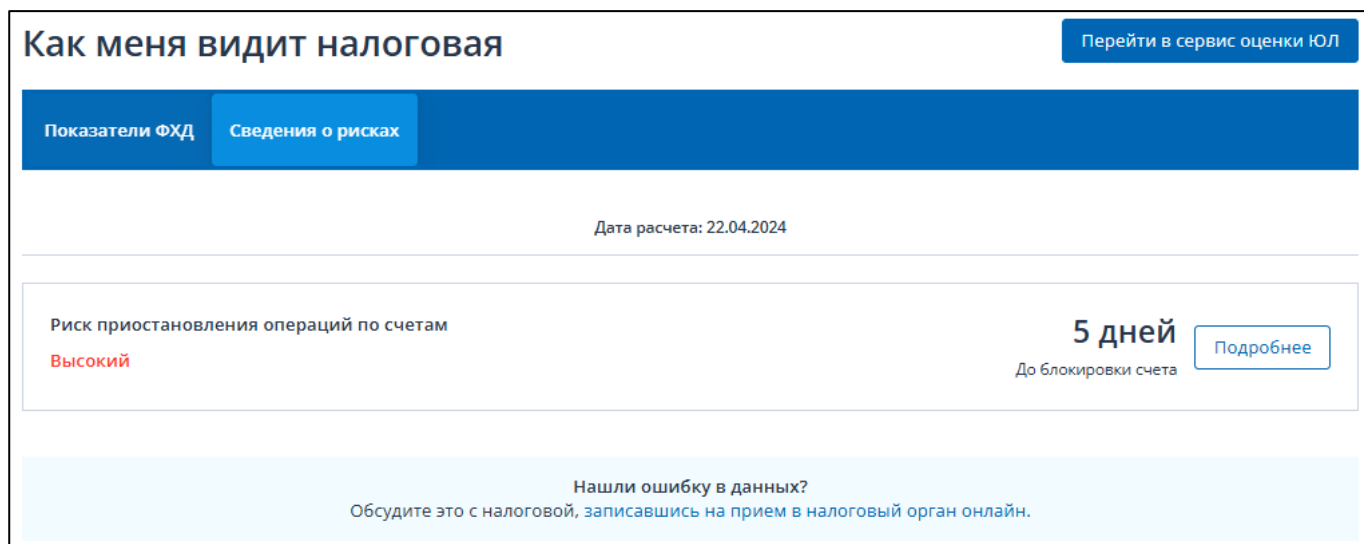 Как меня видит налоговая
Перейти в сервис оценки ЮЛ
Показатели ФХД
Сведения о рисках
Дата расчета: 22.04.2024
Риск приостановления операций по счетам
Высокий
5 дней
До блокировки счета
Подробнее
Нашли ошибку в данных?
Обсудите это с налоговой, записавшись на прием в налоговый орган онлайн.